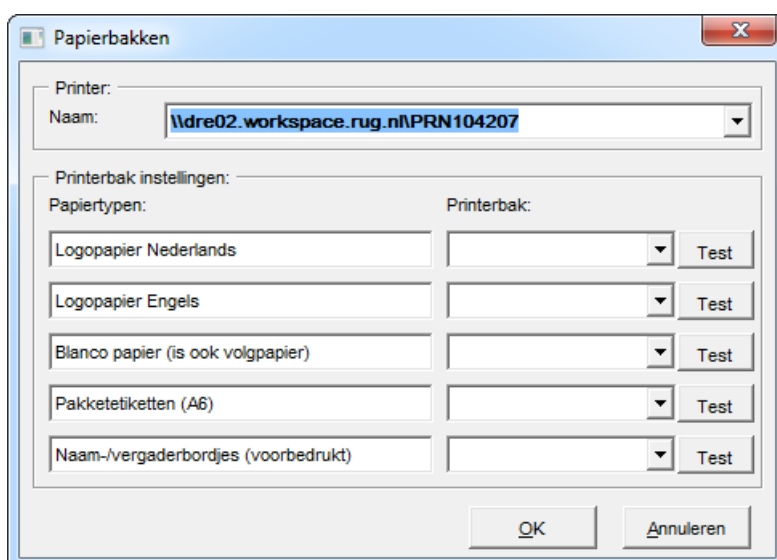 Papierbakken
Printer:
Naam: \\dre02.workspace.rug.nl\PRN104207
Printerbak instellingen:
Papiertypen: Printerbak:
Logopapier Nederlands Test
Logopapier Engels Test
Blanco papier (is ook volgpapier) Test
Pakketetiketten (A6) Test
Naam-/vergaderbordjes (voorbedrukt) Test
OK Annuleren